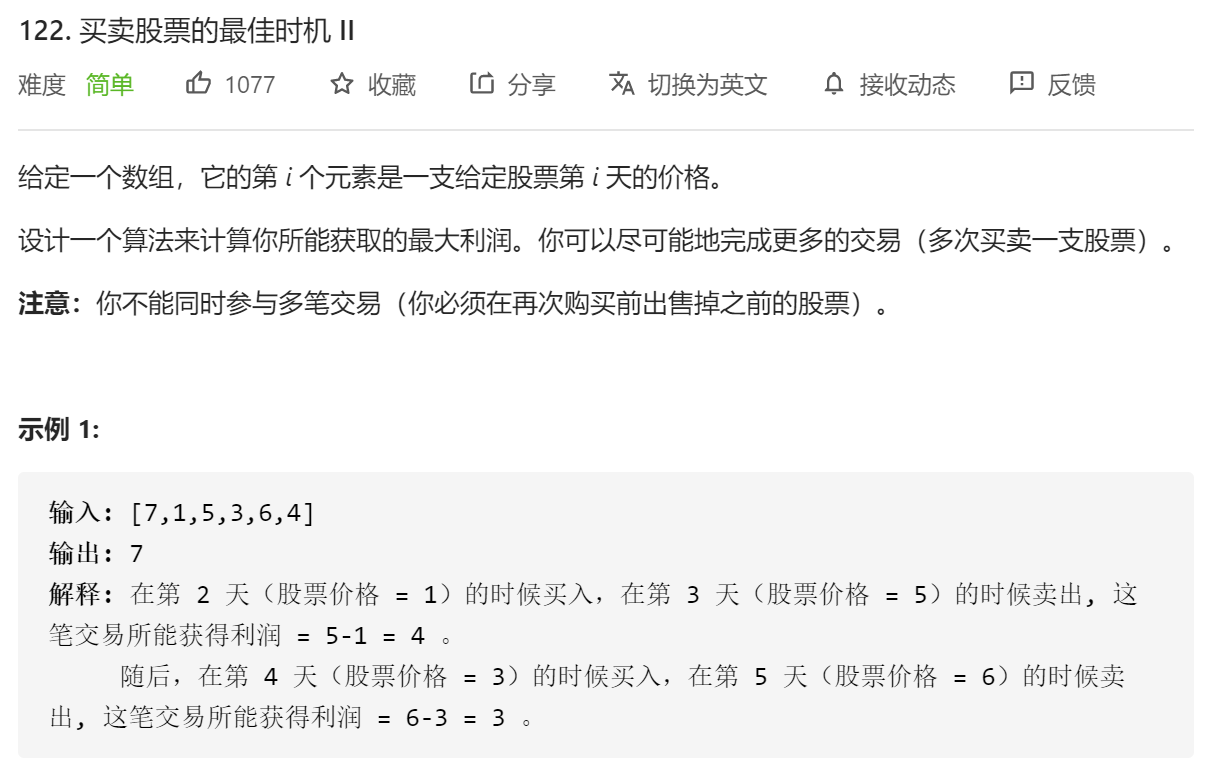 122. 买卖股票的最佳时机 II
难度 简单 1077 收藏 分享 切换为英文 接收动态 反馈
给定一个数组，它的第 i 个元素是一支给定股票第 i 天的价格。
设计一个算法来计算你所能获取的最大利润。你可以尽可能地完成更多的交易（多次买卖一支股票）。
注意：你不能同时参与多笔交易（你必须在再次购买前出售掉之前的股票）。
示例 1:
输入: [7,1,5,3,6,4]
输出: 7
解释: 在第 2 天（股票价格 = 1）的时候买入，在第 3 天（股票价格 = 5）的时候卖出, 这
笔交易所能获得利润 = 5-1 = 4 。
随后，在第 4 天（股票价格 = 3）的时候买入，在第 5 天（股票价格 = 6）的时候卖
出, 这笔交易所能获得利润 = 6-3 = 3 。